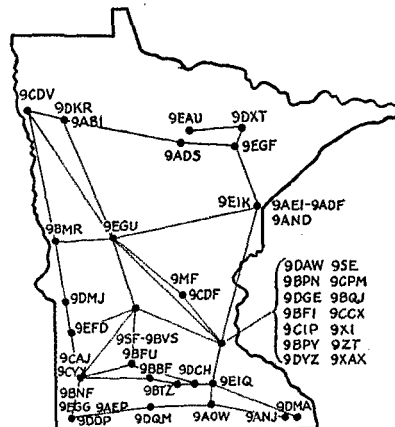 9CDV
9DKR
9ABI
9EAU
9DXT
9ADS
9EGF
9EIK
9AEI-9ADF
9AND
9BMR
9EGU
9MF
9CDF
9DMJ
9EFD
9SF-9BVS
9BFU
9CAJ
9CYX
9BBF
9DCH
9BTZ
9EIQ
9BNF
9EGG 9AEP
9DDP
9DQM
9AOW
9ANJ
9DMA
9DAW 9SE
9BPN 9CPM
9DGE 9BQJ
9BFI 9CCX
9CIP 9XI
9BPY 9ZT
9DYZ 9XAX